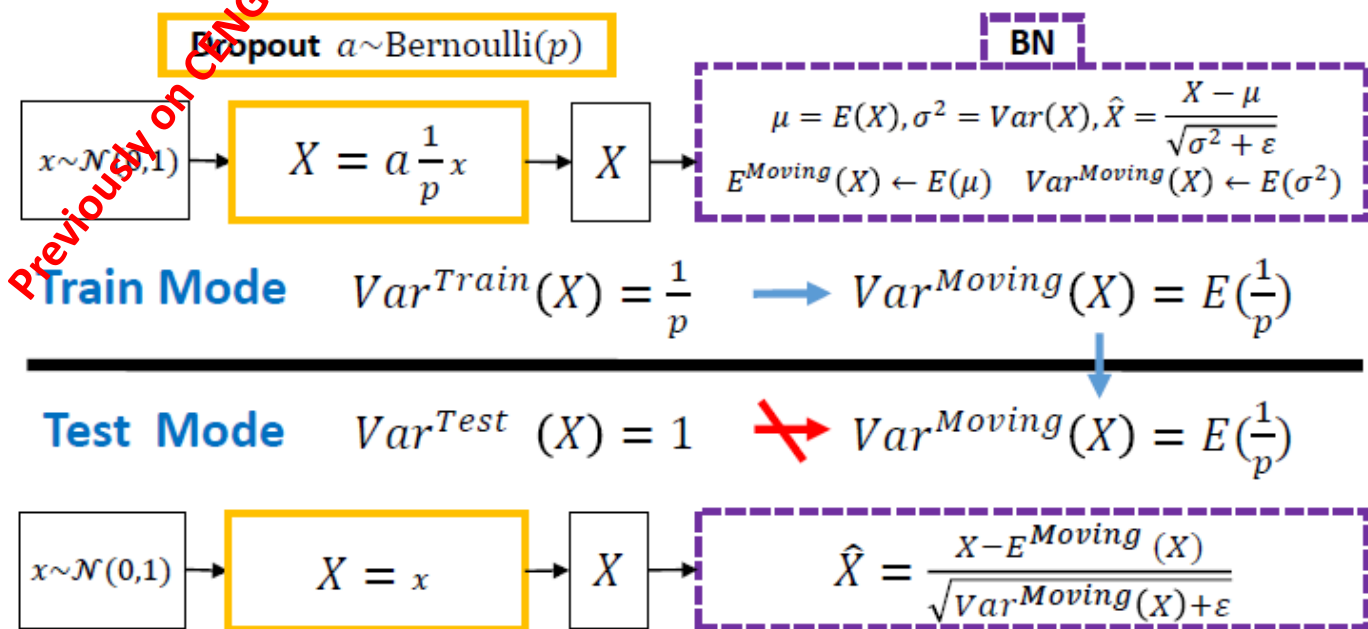 Previously on CENG
Dropout a~Bernoulli(p)
BN
x~𝒩(0,1)
X = a 1/p x
X
μ = E(X), σ² = Var(X), X̂ = (X − μ)/√(σ² + ε)
E^Moving(X) ← E(μ) Var^Moving(X) ← E(σ²)
Train Mode Var^Train(X) = 1/p Var^Moving(X) = E(1/p)
Test Mode Var^Test (X) = 1 Var^Moving(X) = E(1/p)
x~𝒩(0,1)
X = x
X
X̂ = (X−E^Moving (X))/√(Var^Moving(X)+ε)